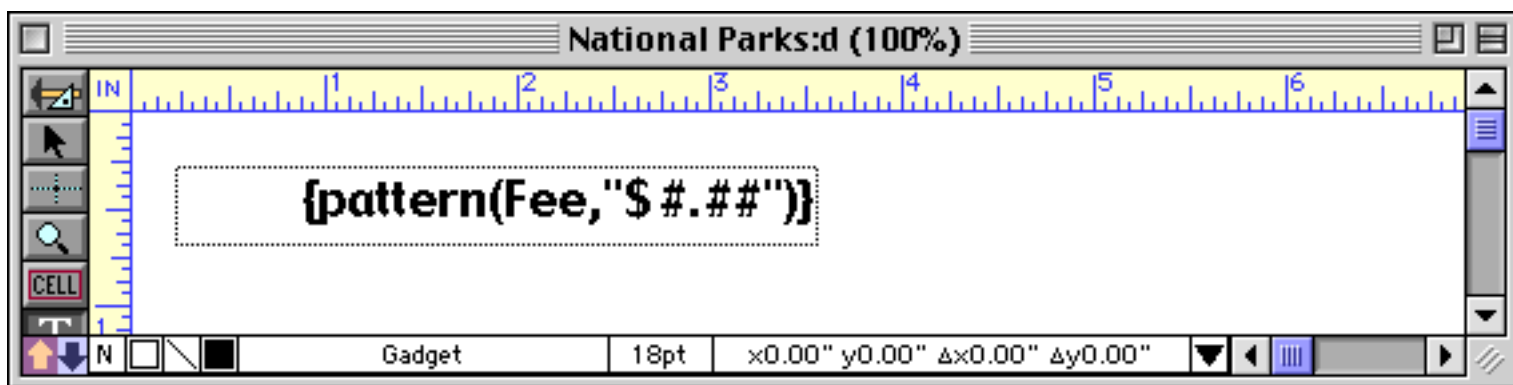 National Parks:d (100%)
IN 1 2 3 4 5 6
{pattern(Fee,"$ #.##")}
CELL
T 1
N Gadget 18pt x0.00" y0.00" Δx0.00" Δy0.00"